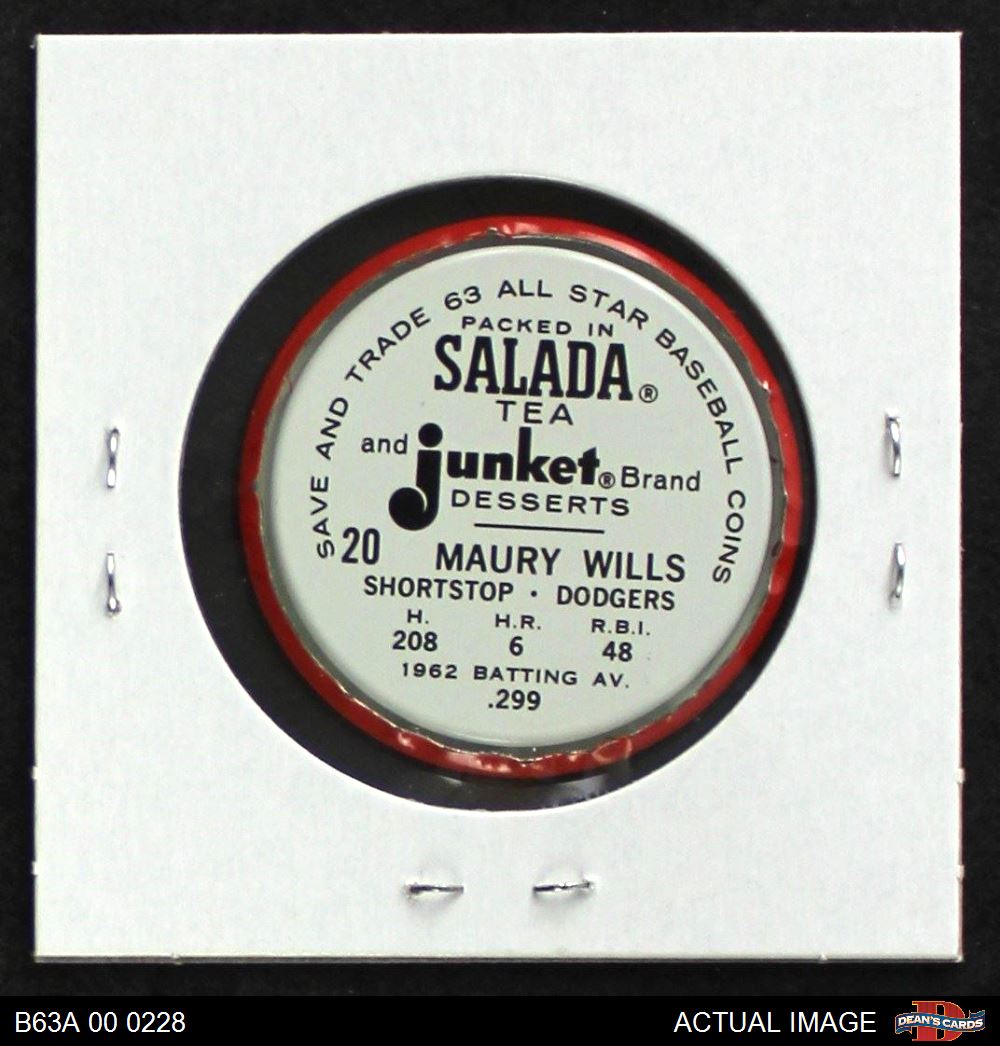 SAVE AND TRADE 63 ALL STAR BASEBALL COINS
PACKED IN
SALADA®
TEA
and junket® Brand
DESSERTS
20 MAURY WILLS
SHORTSTOP · DODGERS
H. H.R. R.B.I.
208 6 48
1962 BATTING AV.
.299
B63A 00 0228 ACTUAL IMAGE DEAN'S CARDS